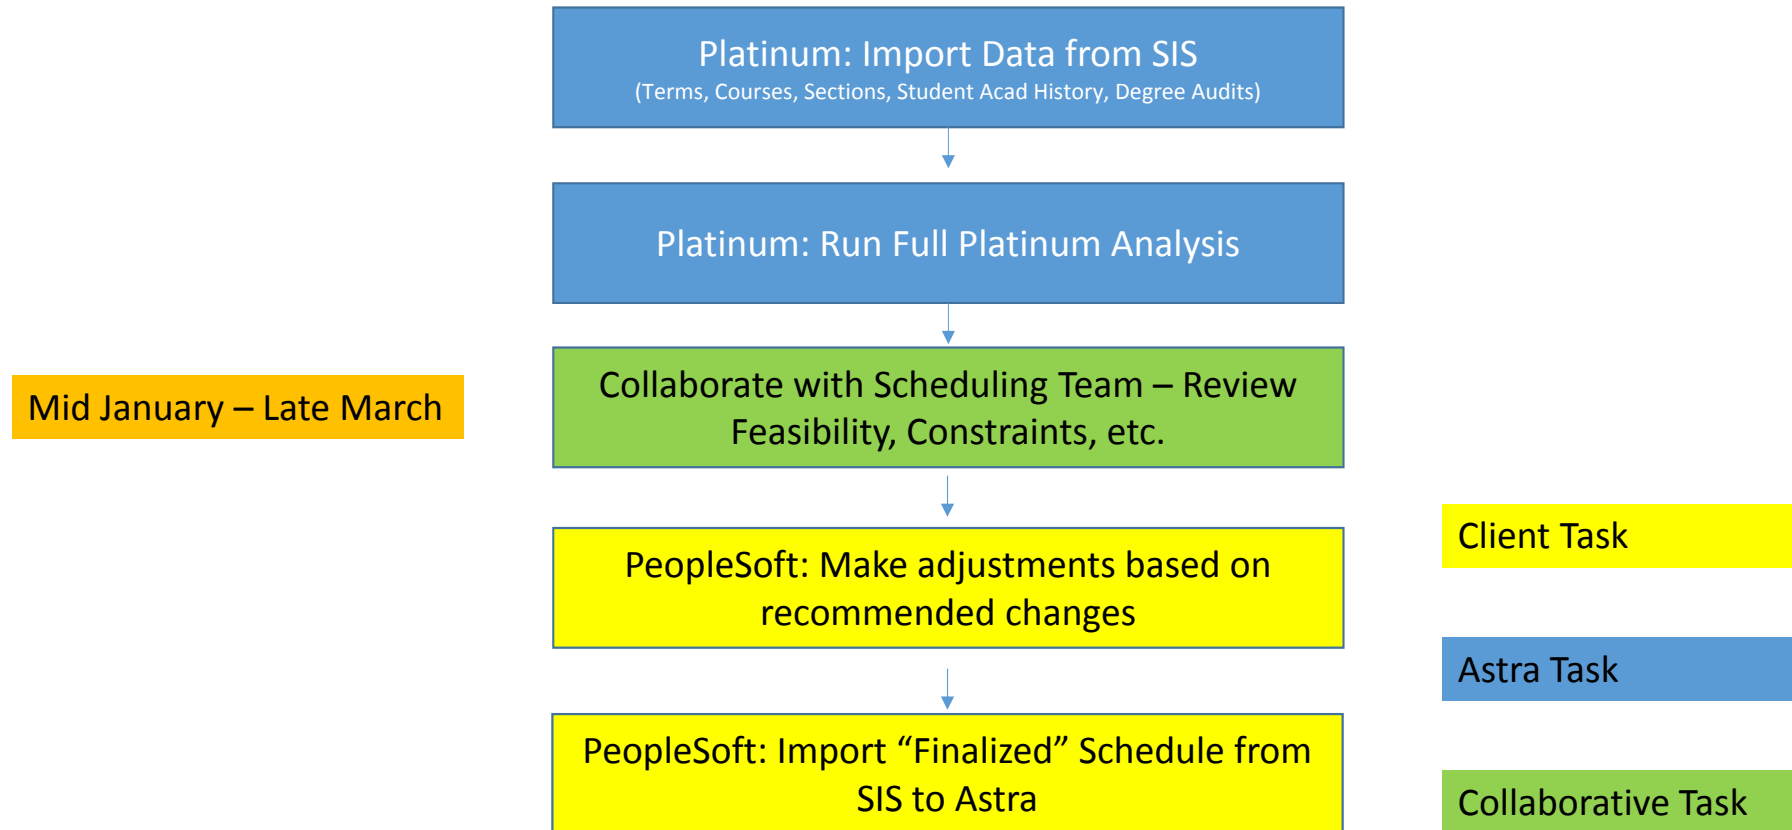 Platinum: Import Data from SIS
(Terms, Courses, Sections, Student Acad History, Degree Audits)
Platinum: Run Full Platinum Analysis
Mid January – Late March
Collaborate with Scheduling Team – Review
Feasibility, Constraints, etc.
PeopleSoft: Make adjustments based on
recommended changes
PeopleSoft: Import “Finalized” Schedule from
SIS to Astra
Client Task
Astra Task
Collaborative Task